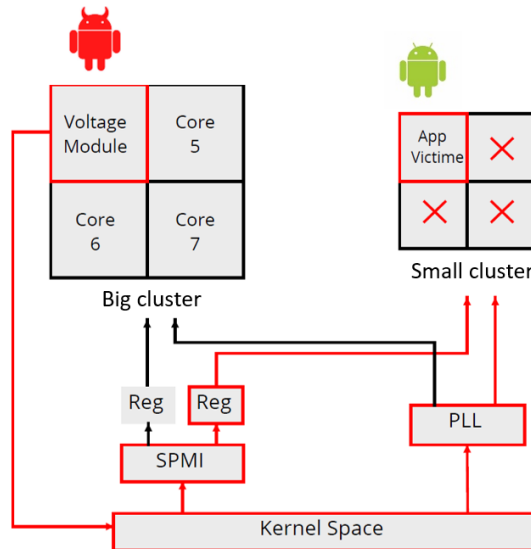 Voltage
Module
Core
5
App
Victime
Core
6
Core
7
Big cluster
Small cluster
Reg
Reg
PLL
SPMI
Kernel Space